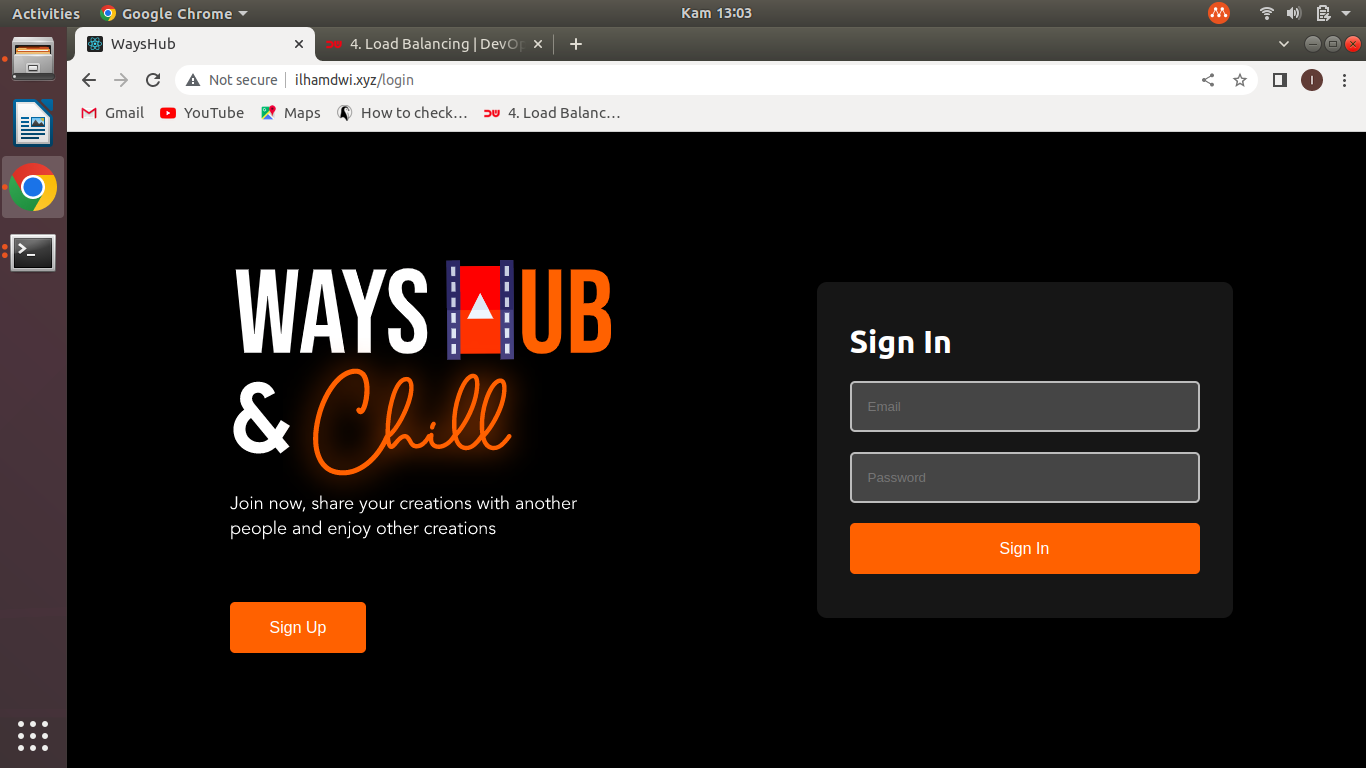 Activities
Google Chrome
Kam 13:03
WaysHub
4. Load Balancing | DevOp
Not secure
ilhamdwi.xyz/login
I
Gmail
YouTube
Maps
How to check…
4. Load Balanc…
WAYS HUB
& Chill
Join now, share your creations with another
people and enjoy other creations
Sign Up
Sign In
Email
Password
Sign In